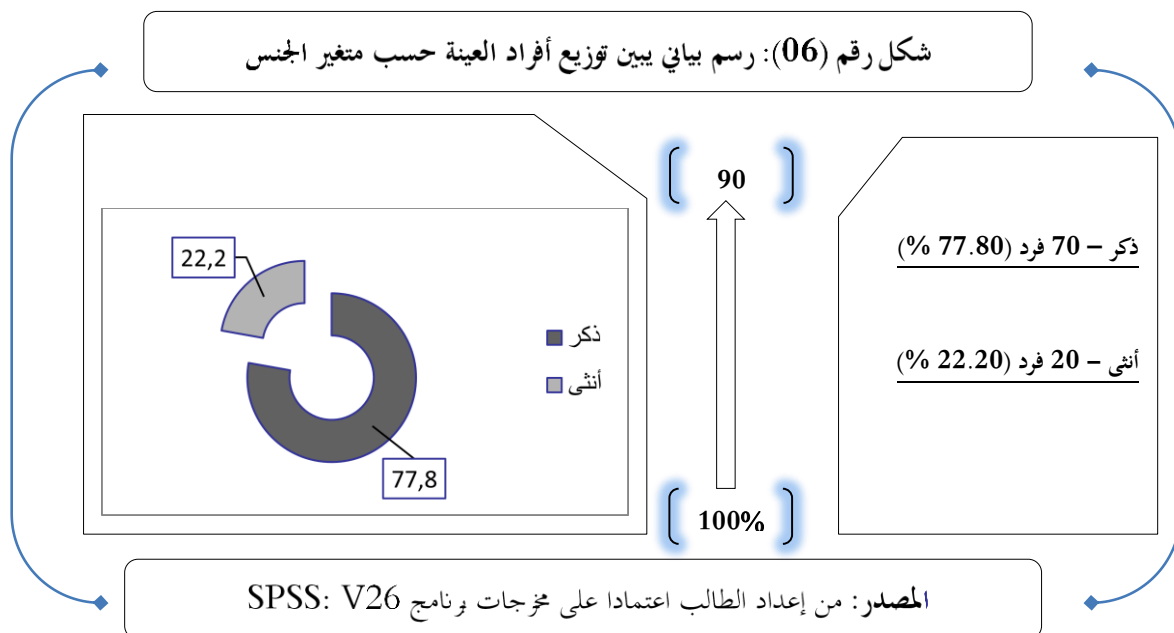 شكل رقم (06): رسم بياني يبين توزيع أفراد العينة حسب متغير الجنس
90
ذكر – 70 فرد (77.80 %)
22,2
ذكر
أنثى – 20 فرد (22.20 %)
أنثى
77,8
100%
المصدر: من إعداد الطالب اعتمادا على مخرجات برنامج SPSS: V26